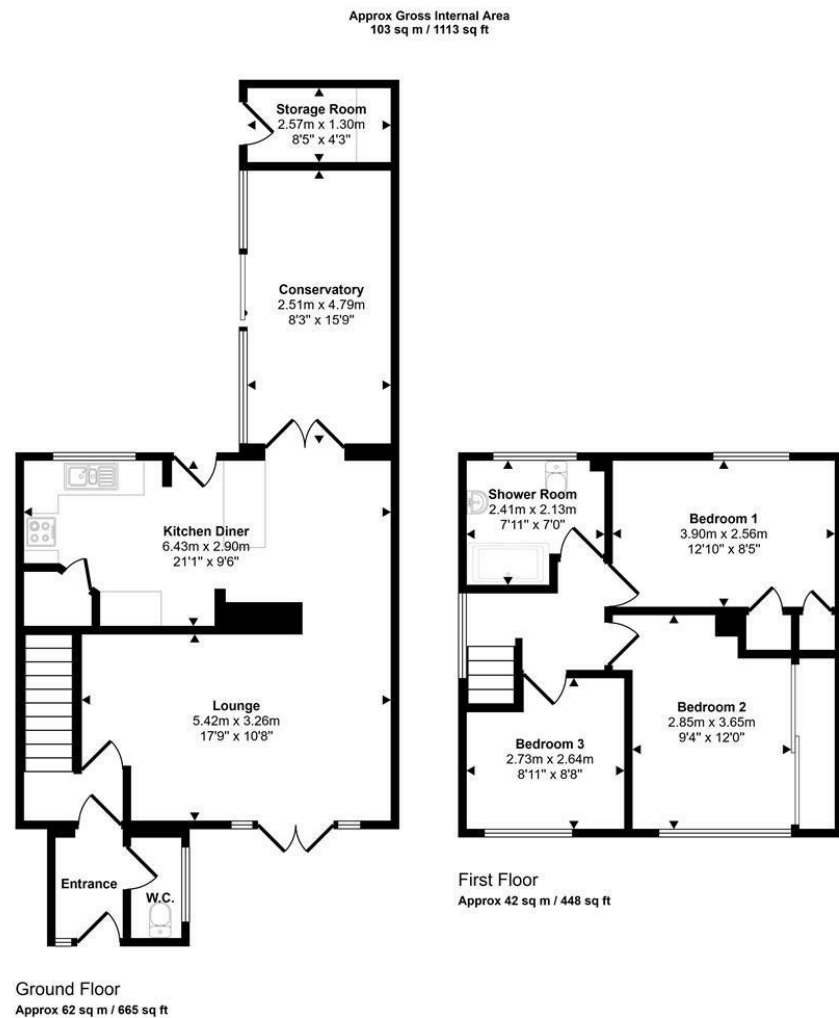 Approx Gross Internal Area
103 sq m / 1113 sq ft
Storage Room
2.57m x 1.30m
8'5" x 4'3"
Conservatory
2.51m x 4.79m
8'3" x 15'9"
Kitchen Diner
6.43m x 2.90m
21'1" x 9'6"
Lounge
5.42m x 3.26m
17'9" x 10'8"
Entrance
W.C.
Ground Floor
Approx 62 sq m / 665 sq ft
Shower Room
2.41m x 2.13m
7'11" x 7'0"
Bedroom 1
3.90m x 2.56m
12'10" x 8'5"
Bedroom 2
2.85m x 3.65m
9'4" x 12'0"
Bedroom 3
2.73m x 2.64m
8'11" x 8'8"
First Floor
Approx 42 sq m / 448 sq ft